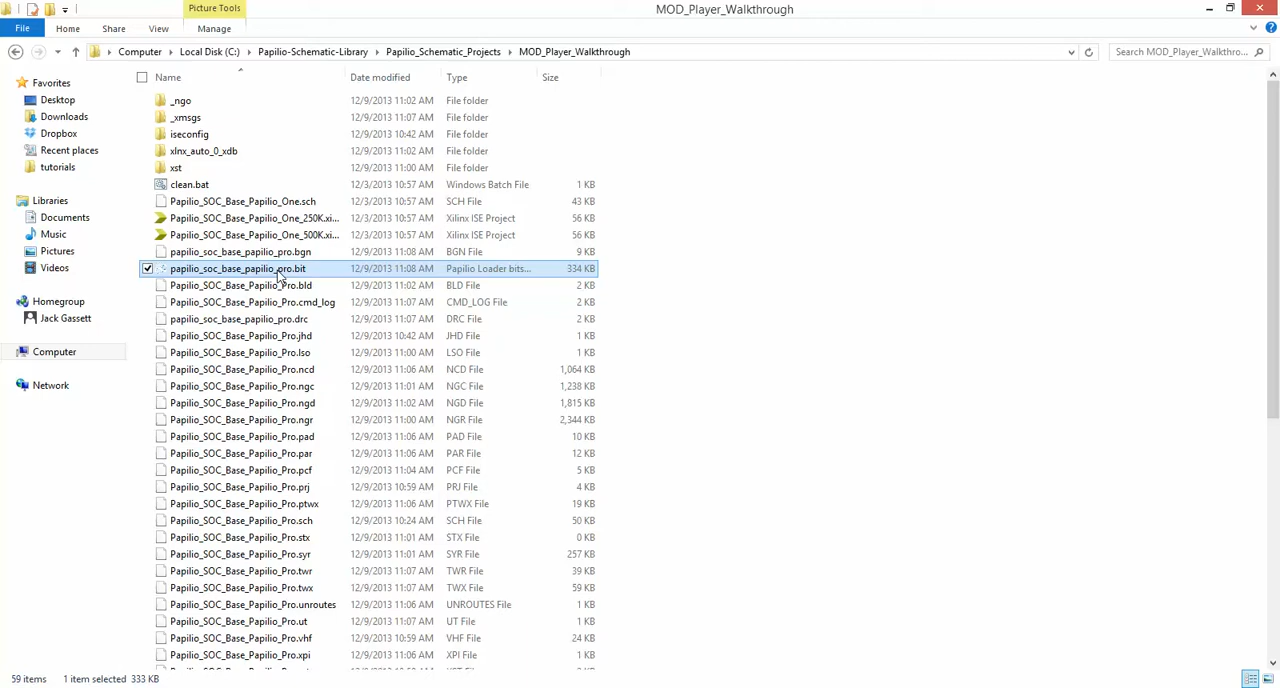 Picture Tools
MOD_Player_Walkthrough
File Home Share View Manage
Computer Local Disk (C:) Papilio-Schematic-Library Papilio_Schematic_Projects MOD_Player_Walkthrough Search MOD_Player_Walkthro...
Name Date modified Type Size
Favorites
Desktop
Downloads
Dropbox
Recent places
tutorials
Libraries
Documents
Music
Pictures
Videos
Homegroup
Jack Gassett
Computer
Network
_ngo 12/9/2013 11:02 AM File folder
_xmsgs 12/9/2013 11:07 AM File folder
iseconfig 12/9/2013 10:42 AM File folder
xlnx_auto_0_xdb 12/9/2013 11:02 AM File folder
xst 12/9/2013 11:00 AM File folder
clean.bat 12/3/2013 10:57 AM Windows Batch File 1 KB
Papilio_SOC_Base_Papilio_One.sch 12/3/2013 10:57 AM SCH File 43 KB
Papilio_SOC_Base_Papilio_One_250K.xi... 12/3/2013 10:57 AM Xilinx ISE Project 56 KB
Papilio_SOC_Base_Papilio_One_500K.xi... 12/3/2013 10:57 AM Xilinx ISE Project 56 KB
papilio_soc_base_papilio_pro.bgn 12/9/2013 11:08 AM BGN File 9 KB
papilio_soc_base_papilio_pro.bit 12/9/2013 11:08 AM Papilio Loader bits... 334 KB
Papilio_SOC_Base_Papilio_Pro.bld 12/9/2013 11:02 AM BLD File 2 KB
Papilio_SOC_Base_Papilio_Pro.cmd_log 12/9/2013 11:07 AM CMD_LOG File 2 KB
papilio_soc_base_papilio_pro.drc 12/9/2013 11:07 AM DRC File 2 KB
Papilio_SOC_Base_Papilio_Pro.jhd 12/9/2013 10:42 AM JHD File 1 KB
Papilio_SOC_Base_Papilio_Pro.lso 12/9/2013 11:00 AM LSO File 1 KB
Papilio_SOC_Base_Papilio_Pro.ncd 12/9/2013 11:06 AM NCD File 1,064 KB
Papilio_SOC_Base_Papilio_Pro.ngc 12/9/2013 11:01 AM NGC File 1,238 KB
Papilio_SOC_Base_Papilio_Pro.ngd 12/9/2013 11:02 AM NGD File 1,815 KB
Papilio_SOC_Base_Papilio_Pro.ngr 12/9/2013 11:00 AM NGR File 2,344 KB
Papilio_SOC_Base_Papilio_Pro.pad 12/9/2013 11:06 AM PAD File 10 KB
Papilio_SOC_Base_Papilio_Pro.par 12/9/2013 11:06 AM PAR File 12 KB
Papilio_SOC_Base_Papilio_Pro.pcf 12/9/2013 11:04 AM PCF File 5 KB
Papilio_SOC_Base_Papilio_Pro.prj 12/9/2013 10:59 AM PRJ File 4 KB
Papilio_SOC_Base_Papilio_Pro.ptwx 12/9/2013 11:07 AM PTWX File 19 KB
Papilio_SOC_Base_Papilio_Pro.sch 12/9/2013 10:24 AM SCH File 50 KB
Papilio_SOC_Base_Papilio_Pro.stx 12/9/2013 11:01 AM STX File 0 KB
Papilio_SOC_Base_Papilio_Pro.syr 12/9/2013 11:01 AM SYR File 257 KB
Papilio_SOC_Base_Papilio_Pro.twr 12/9/2013 11:07 AM TWR File 39 KB
Papilio_SOC_Base_Papilio_Pro.twx 12/9/2013 11:07 AM TWX File 59 KB
Papilio_SOC_Base_Papilio_Pro.unroutes 12/9/2013 11:06 AM UNROUTES File 1 KB
Papilio_SOC_Base_Papilio_Pro.ut 12/9/2013 11:07 AM UT File 1 KB
Papilio_SOC_Base_Papilio_Pro.vhf 12/9/2013 10:59 AM VHF File 24 KB
Papilio_SOC_Base_Papilio_Pro.xpi 12/9/2013 11:06 AM XPI File 1 KB
59 items 1 item selected 333 KB